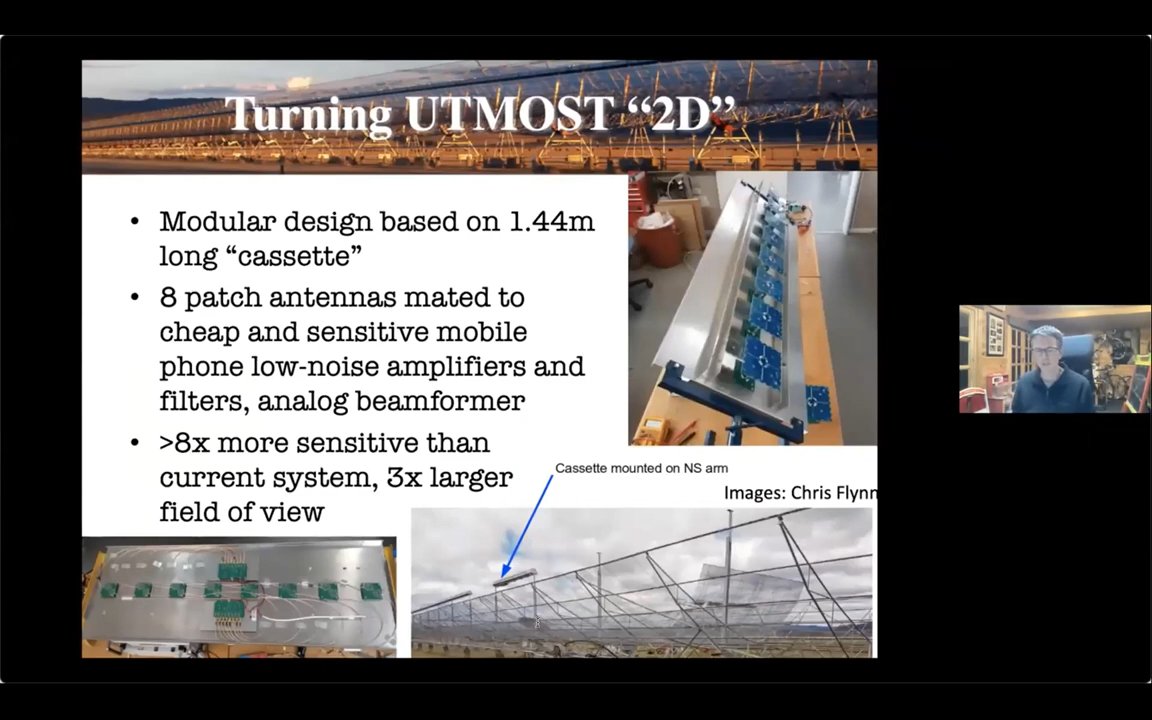 Turning UTMOST “2D”
• Modular design based on 1.44m
long “cassette”
• 8 patch antennas mated to
cheap and sensitive mobile
phone low-noise amplifiers and
filters, analog beamformer
• >8x more sensitive than
current system, 3x larger
field of view
Cassette mounted on NS arm
Images: Chris Flynn